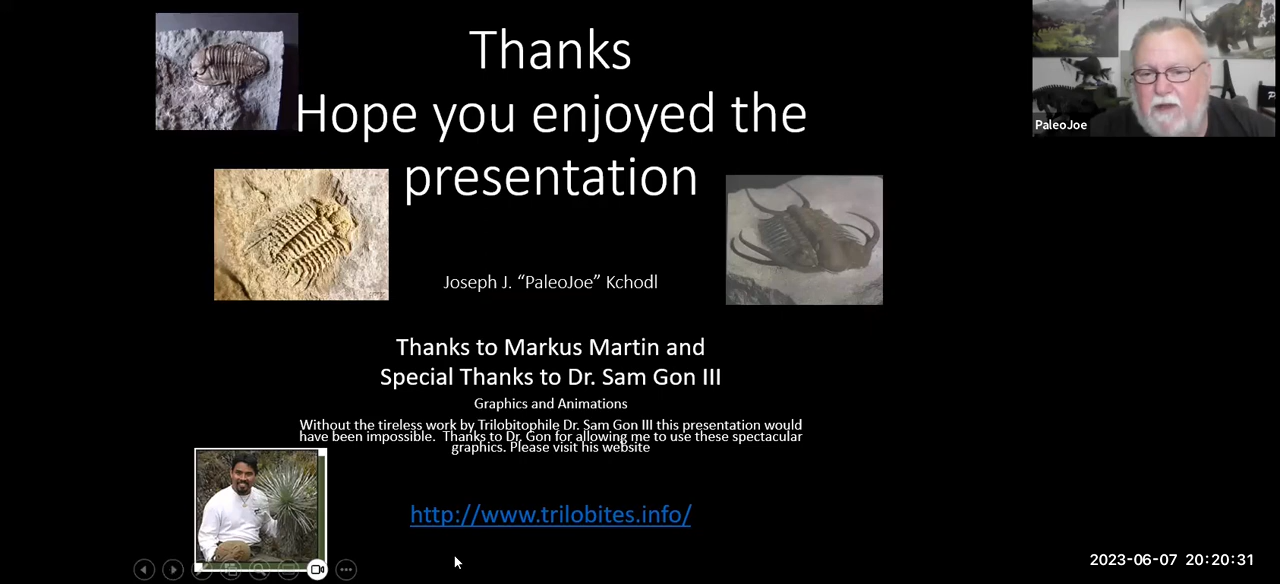 Thanks
Hope you enjoyed the
presentation
PaleoJoe
Joseph J. “PaleoJoe” Kchodl
Thanks to Markus Martin and
Special Thanks to Dr. Sam Gon III
Graphics and Animations
Without the tireless work by Trilobitophile Dr. Sam Gon III this presentation would
have been impossible. Thanks to Dr. Gon for allowing me to use these spectacular
graphics. Please visit his website
http://www.trilobites.info/
2023-06-07 20:20:31